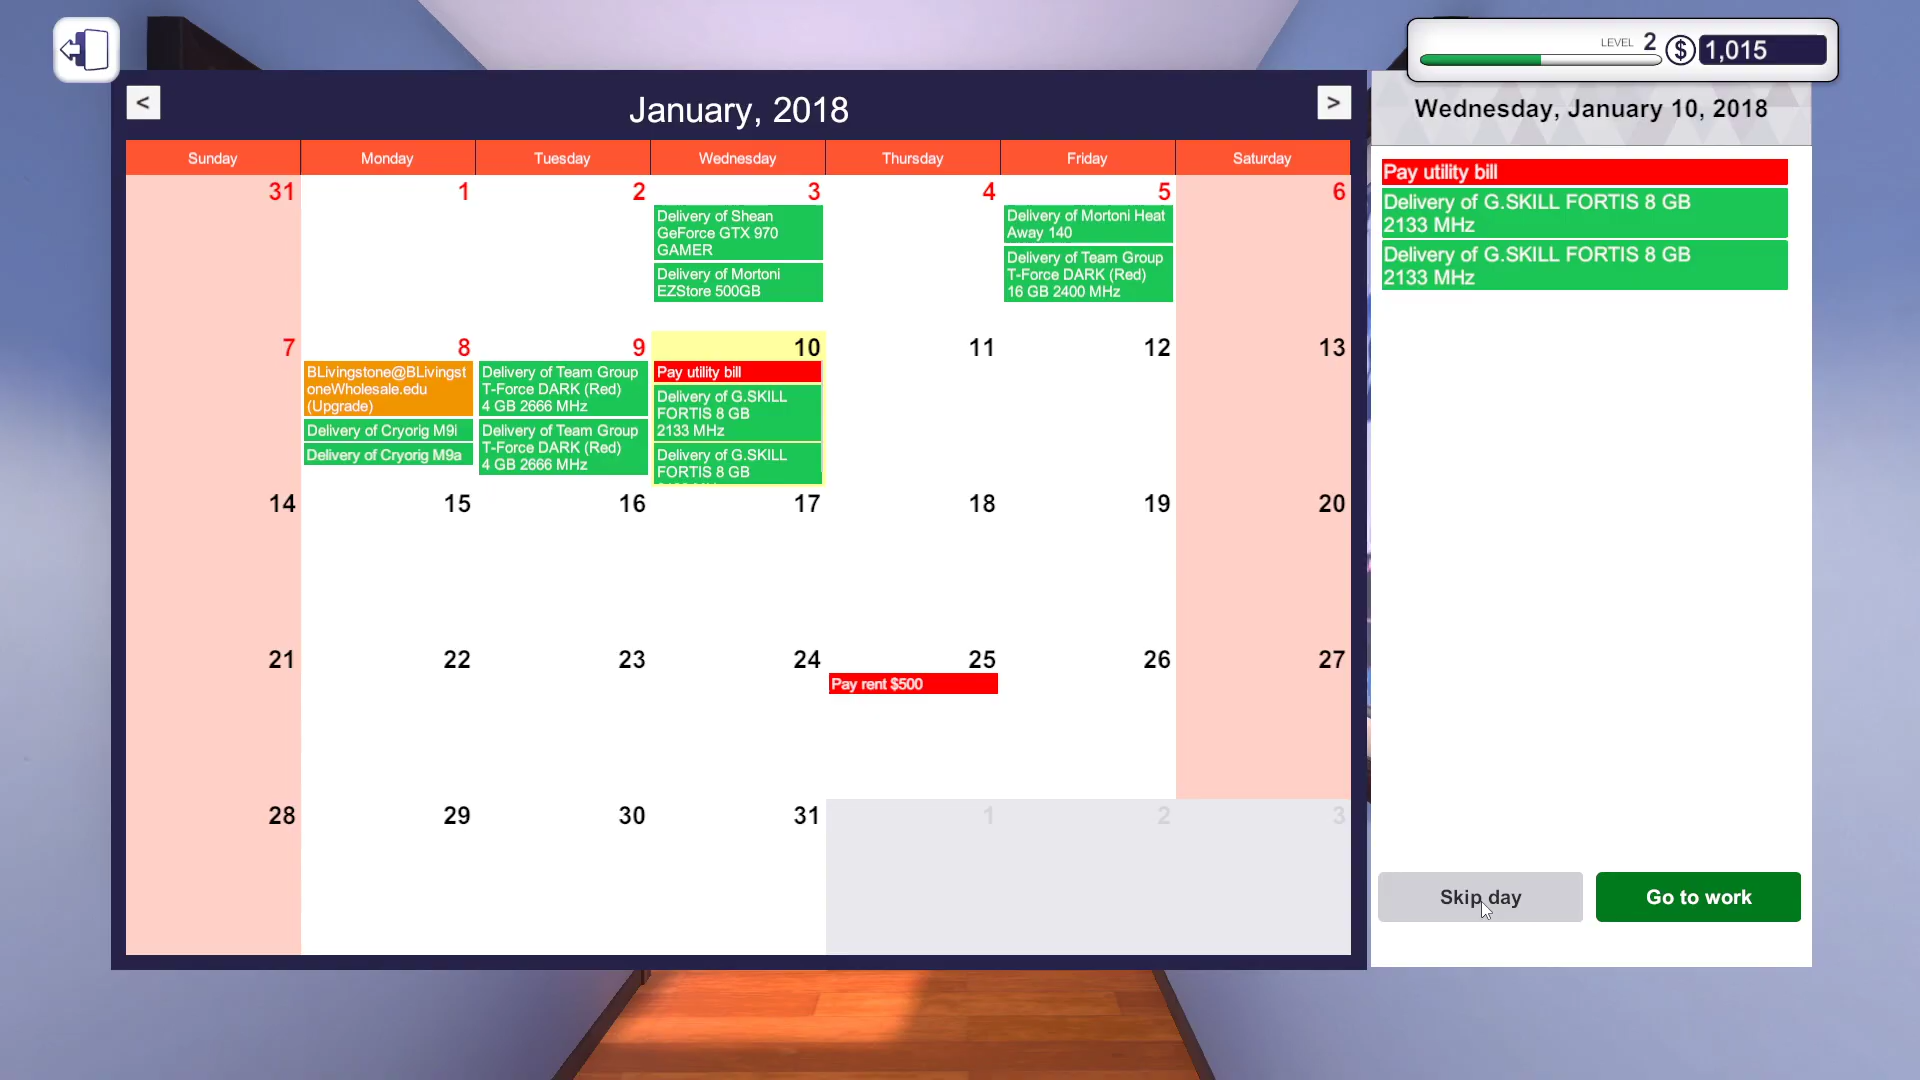 LEVEL 2
$ 1,015
<
January, 2018
>
Wednesday, January 10, 2018
Sunday
Monday
Tuesday
Wednesday
Thursday
Friday
Saturday
31
1
2
3
4
5
6
Delivery of Shean
GeForce GTX 970
GAMER
Delivery of Mortoni
EZStore 500GB
Delivery of Mortoni Heat
Away 140
Delivery of Team Group
T-Force DARK (Red)
16 GB 2400 MHz
7
8
9
10
11
12
13
BLivingstone@BLivingst
oneWholesale.edu
(Upgrade)
Delivery of Cryorig M9i
Delivery of Cryorig M9a
Delivery of Team Group
T-Force DARK (Red)
4 GB 2666 MHz
Delivery of Team Group
T-Force DARK (Red)
4 GB 2666 MHz
Pay utility bill
Delivery of G.SKILL
FORTIS 8 GB
2133 MHz
Delivery of G.SKILL
FORTIS 8 GB
14
15
16
17
18
19
20
21
22
23
24
25
26
27
Pay rent $500
28
29
30
31
1
2
3
Pay utility bill
Delivery of G.SKILL FORTIS 8 GB
2133 MHz
Delivery of G.SKILL FORTIS 8 GB
2133 MHz
Skip day
Go to work